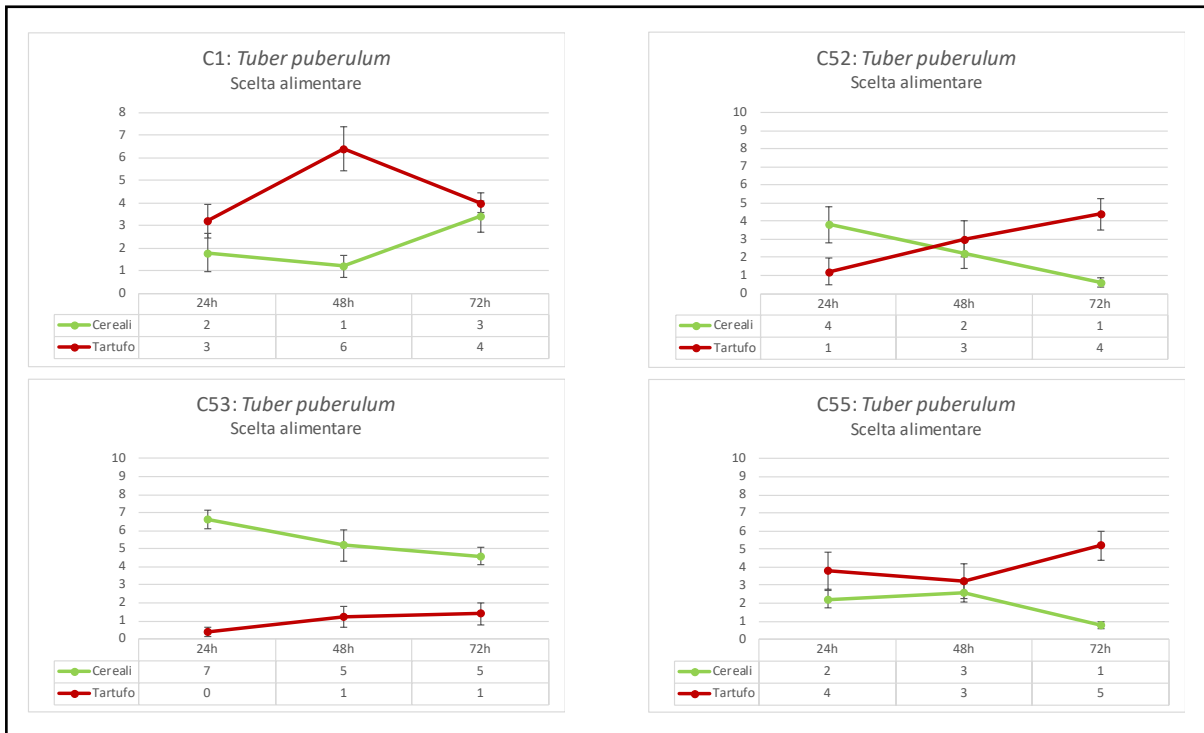 C1: Tuber puberulum
Scelta alimentare
8
7
6
5
4
3
2
1
0
24h 48h 72h
Cereali 2 1 3
Tartufo 3 6 4
C52: Tuber puberulum
Scelta alimentare
10
9
8
7
6
5
4
3
2
1
0
24h 48h 72h
Cereali 4 2 1
Tartufo 1 3 4
C53: Tuber puberulum
Scelta alimentare
10
9
8
7
6
5
4
3
2
1
0
24h 48h 72h
Cereali 7 5 5
Tartufo 0 1 1
C55: Tuber puberulum
Scelta alimentare
10
9
8
7
6
5
4
3
2
1
0
24h 48h 72h
Cereali 2 3 1
Tartufo 4 3 5